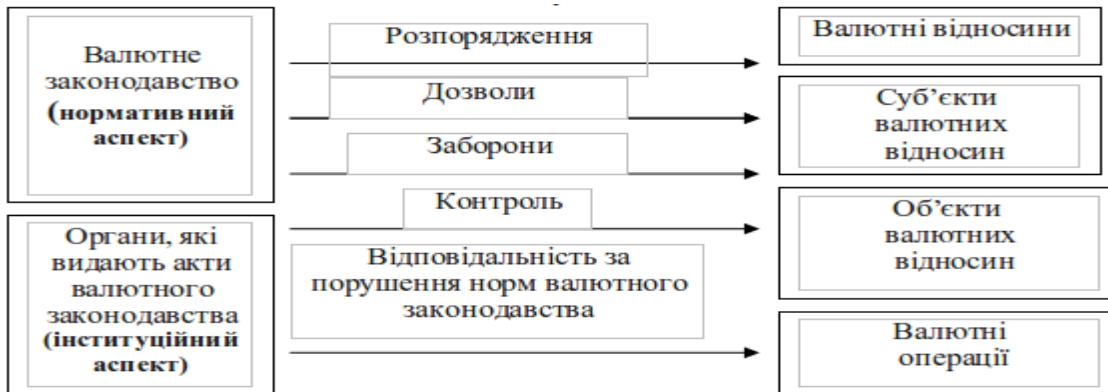 Валютне
законодавство
(нормативний
аспект)
Органи, які
видають акти
валютного
законодавства
(інституційний
аспект)
Розпорядження
Дозволи
Заборони
Контроль
Відповідальність за
порушення норм валютного
законодавства
Валютні відносини
Суб’єкти
валютних
відносин
Об’єкти
валютних
відносин
Валютні
операції